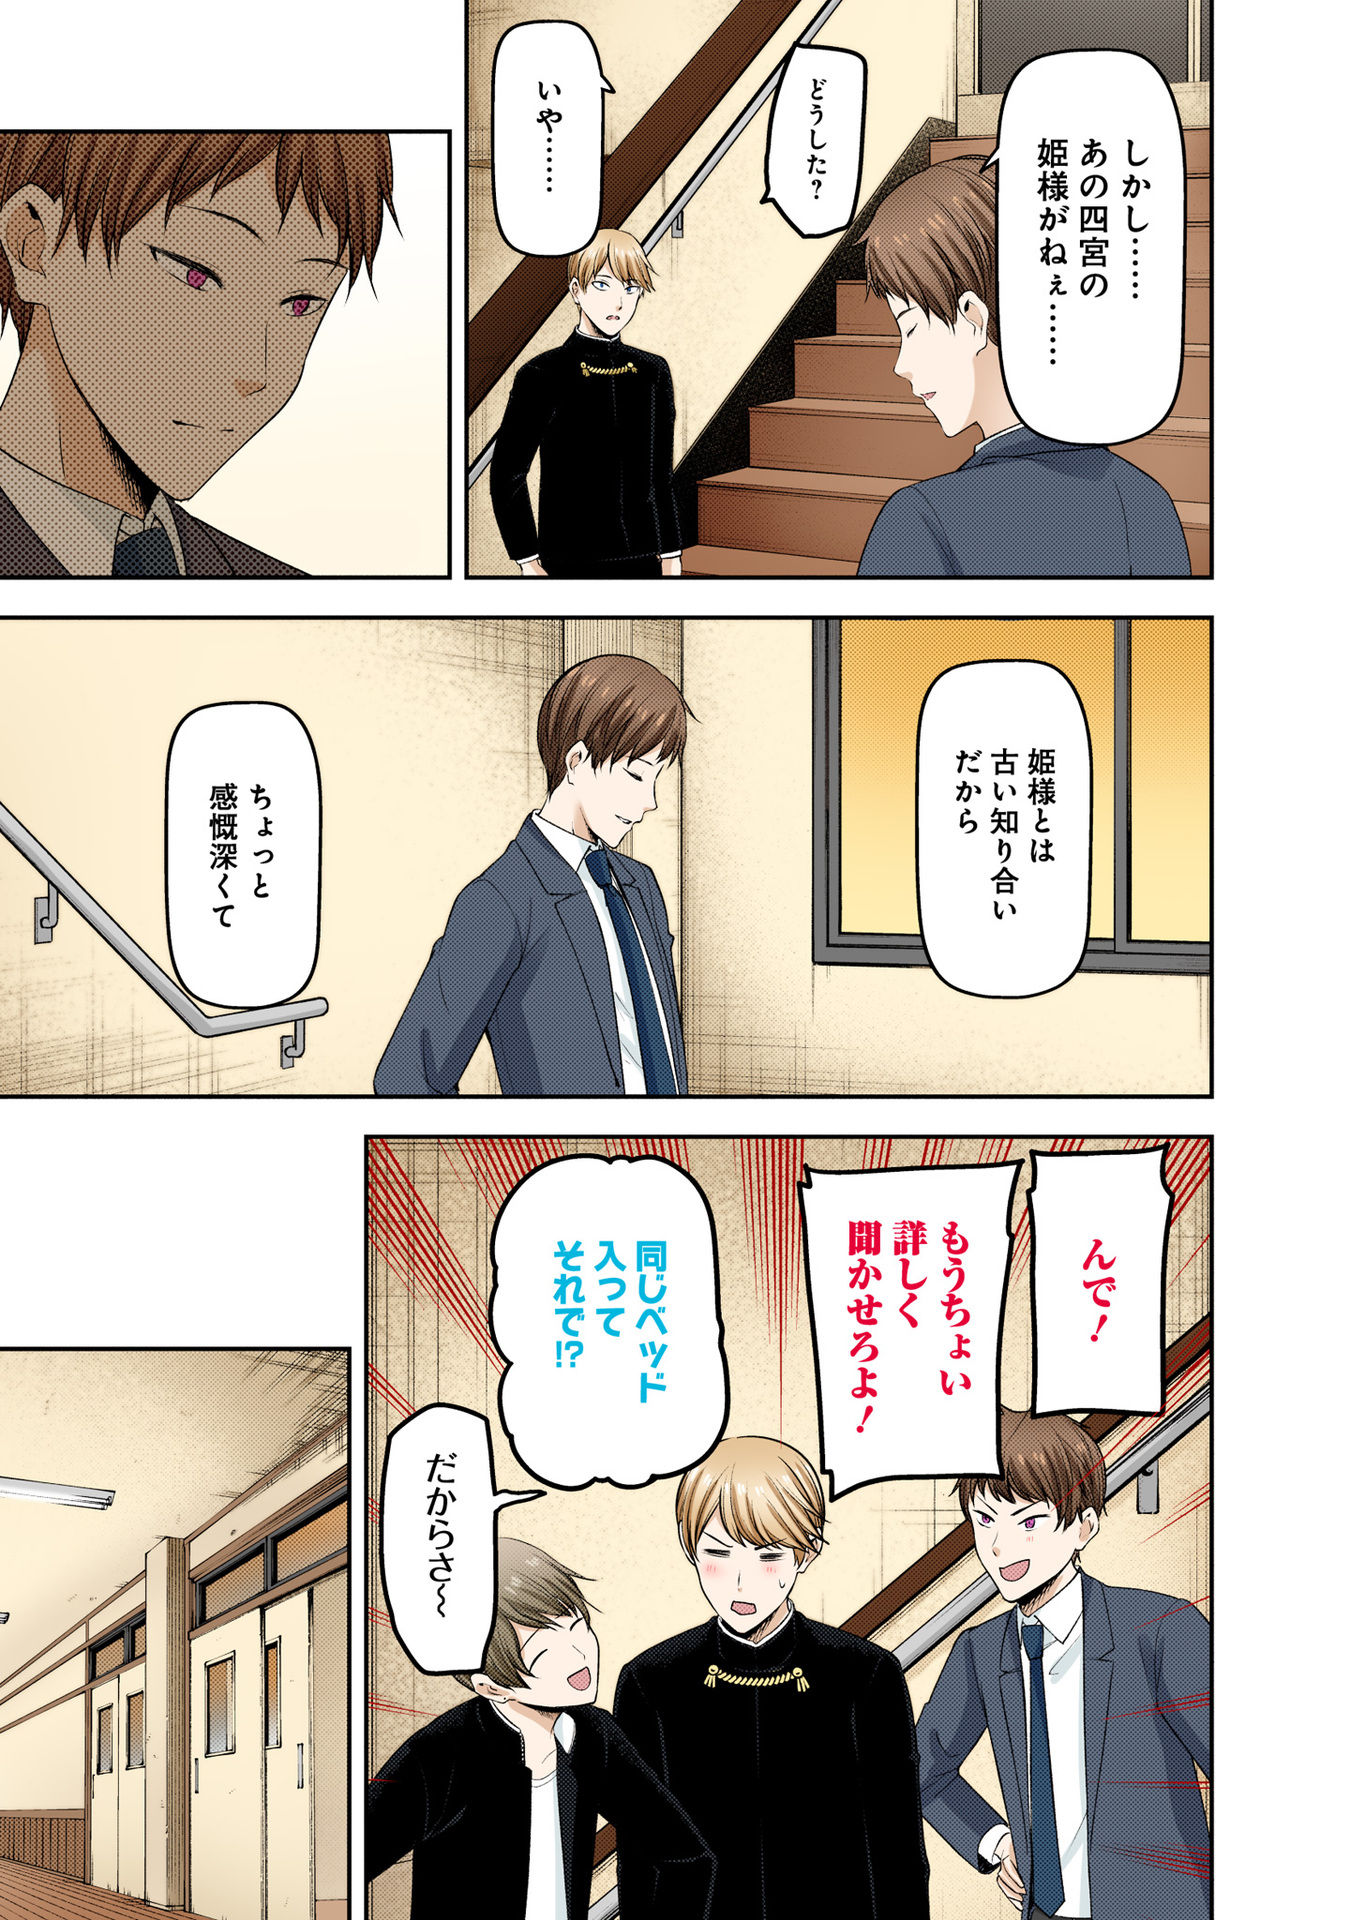 しかし……
あの四宮の
姫様がねぇ……
どうした?
いや……
姫様とは
古い知り合い
だから
ちょっと
感慨深くて
んで!
もうちょい
詳しく
聞かせろよ!
同じベッド
入って
それで!?
だからさ〜